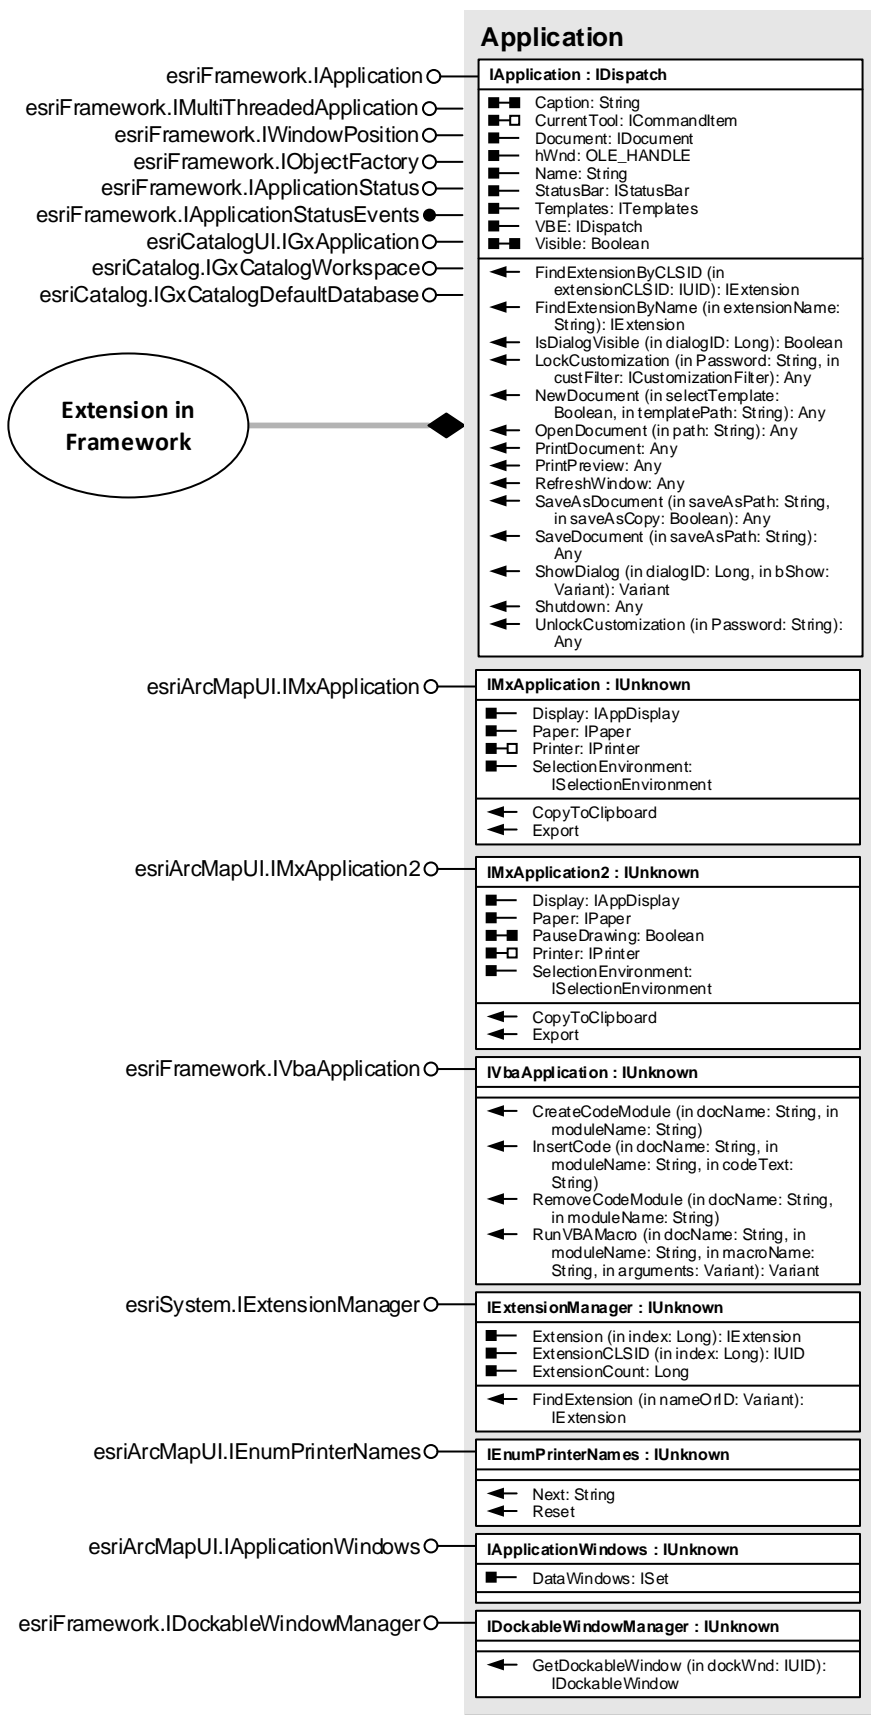 Application
esriFramework.IApplication
IApplication : IDispatch
Caption: String
CurrentTool: ICommandItem
Document: IDocument
hWnd: OLE_HANDLE
Name: String
StatusBar: IStatusBar
Templates: ITemplates
VBE: IDispatch
Visible: Boolean
esriFramework.IMultiThreadedApplication
esriFramework.IWindowPosition
esriFramework.IObjectFactory
esriFramework.IApplicationStatus
esriFramework.IApplicationStatusEvents
esriCatalogUI.IGxApplication
esriCatalog.IGxCatalogWorkspace
esriCatalog.IGxCatalogDefaultDatabase
FindExtensionByCLSID (in
extensionCLSID: IUID): IExtension
FindExtensionByName (in extensionName:
String): IExtension
IsDialogVisible (in dialogID: Long): Boolean
LockCustomization (in Password: String, in
custFilter: ICustomizationFilter): Any
NewDocument (in selectTemplate:
Boolean, in templatePath: String): Any
OpenDocument (in path: String): Any
PrintDocument: Any
PrintPreview: Any
RefreshWindow: Any
SaveAsDocument (in saveAsPath: String,
in saveAsCopy: Boolean): Any
SaveDocument (in saveAsPath: String):
Any
ShowDialog (in dialogID: Long, in bShow:
Variant): Variant
Shutdown: Any
UnlockCustomization (in Password: String):
Any
Extension in
Framework
esriArcMapUI.IMxApplication
IMxApplication : IUnknown
Display: IAppDisplay
Paper: IPaper
Printer: IPrinter
SelectionEnvironment:
ISelectionEnvironment
CopyToClipboard
Export
esriArcMapUI.IMxApplication2
IMxApplication2 : IUnknown
Display: IAppDisplay
Paper: IPaper
PauseDrawing: Boolean
Printer: IPrinter
SelectionEnvironment:
ISelectionEnvironment
CopyToClipboard
Export
esriFramework.IVbaApplication
IVbaApplication : IUnknown
CreateCodeModule (in docName: String, in
moduleName: String)
InsertCode (in docName: String, in
moduleName: String, in codeText:
String)
RemoveCodeModule (in docName: String,
in moduleName: String)
RunVBAMacro (in docName: String, in
moduleName: String, in macroName:
String, in arguments: Variant): Variant
esriSystem.IExtensionManager
IExtensionManager : IUnknown
Extension (in index: Long): IExtension
ExtensionCLSID (in index: Long): IUID
ExtensionCount: Long
FindExtension (in nameOrID: Variant):
IExtension
esriArcMapUI.IEnumPrinterNames
IEnumPrinterNames : IUnknown
Next: String
Reset
esriArcMapUI.IApplicationWindows
IApplicationWindows : IUnknown
DataWindows: ISet
esriFramework.IDockableWindowManager
IDockableWindowManager : IUnknown
GetDockableWindow (in dockWnd: IUID):
IDockableWindow